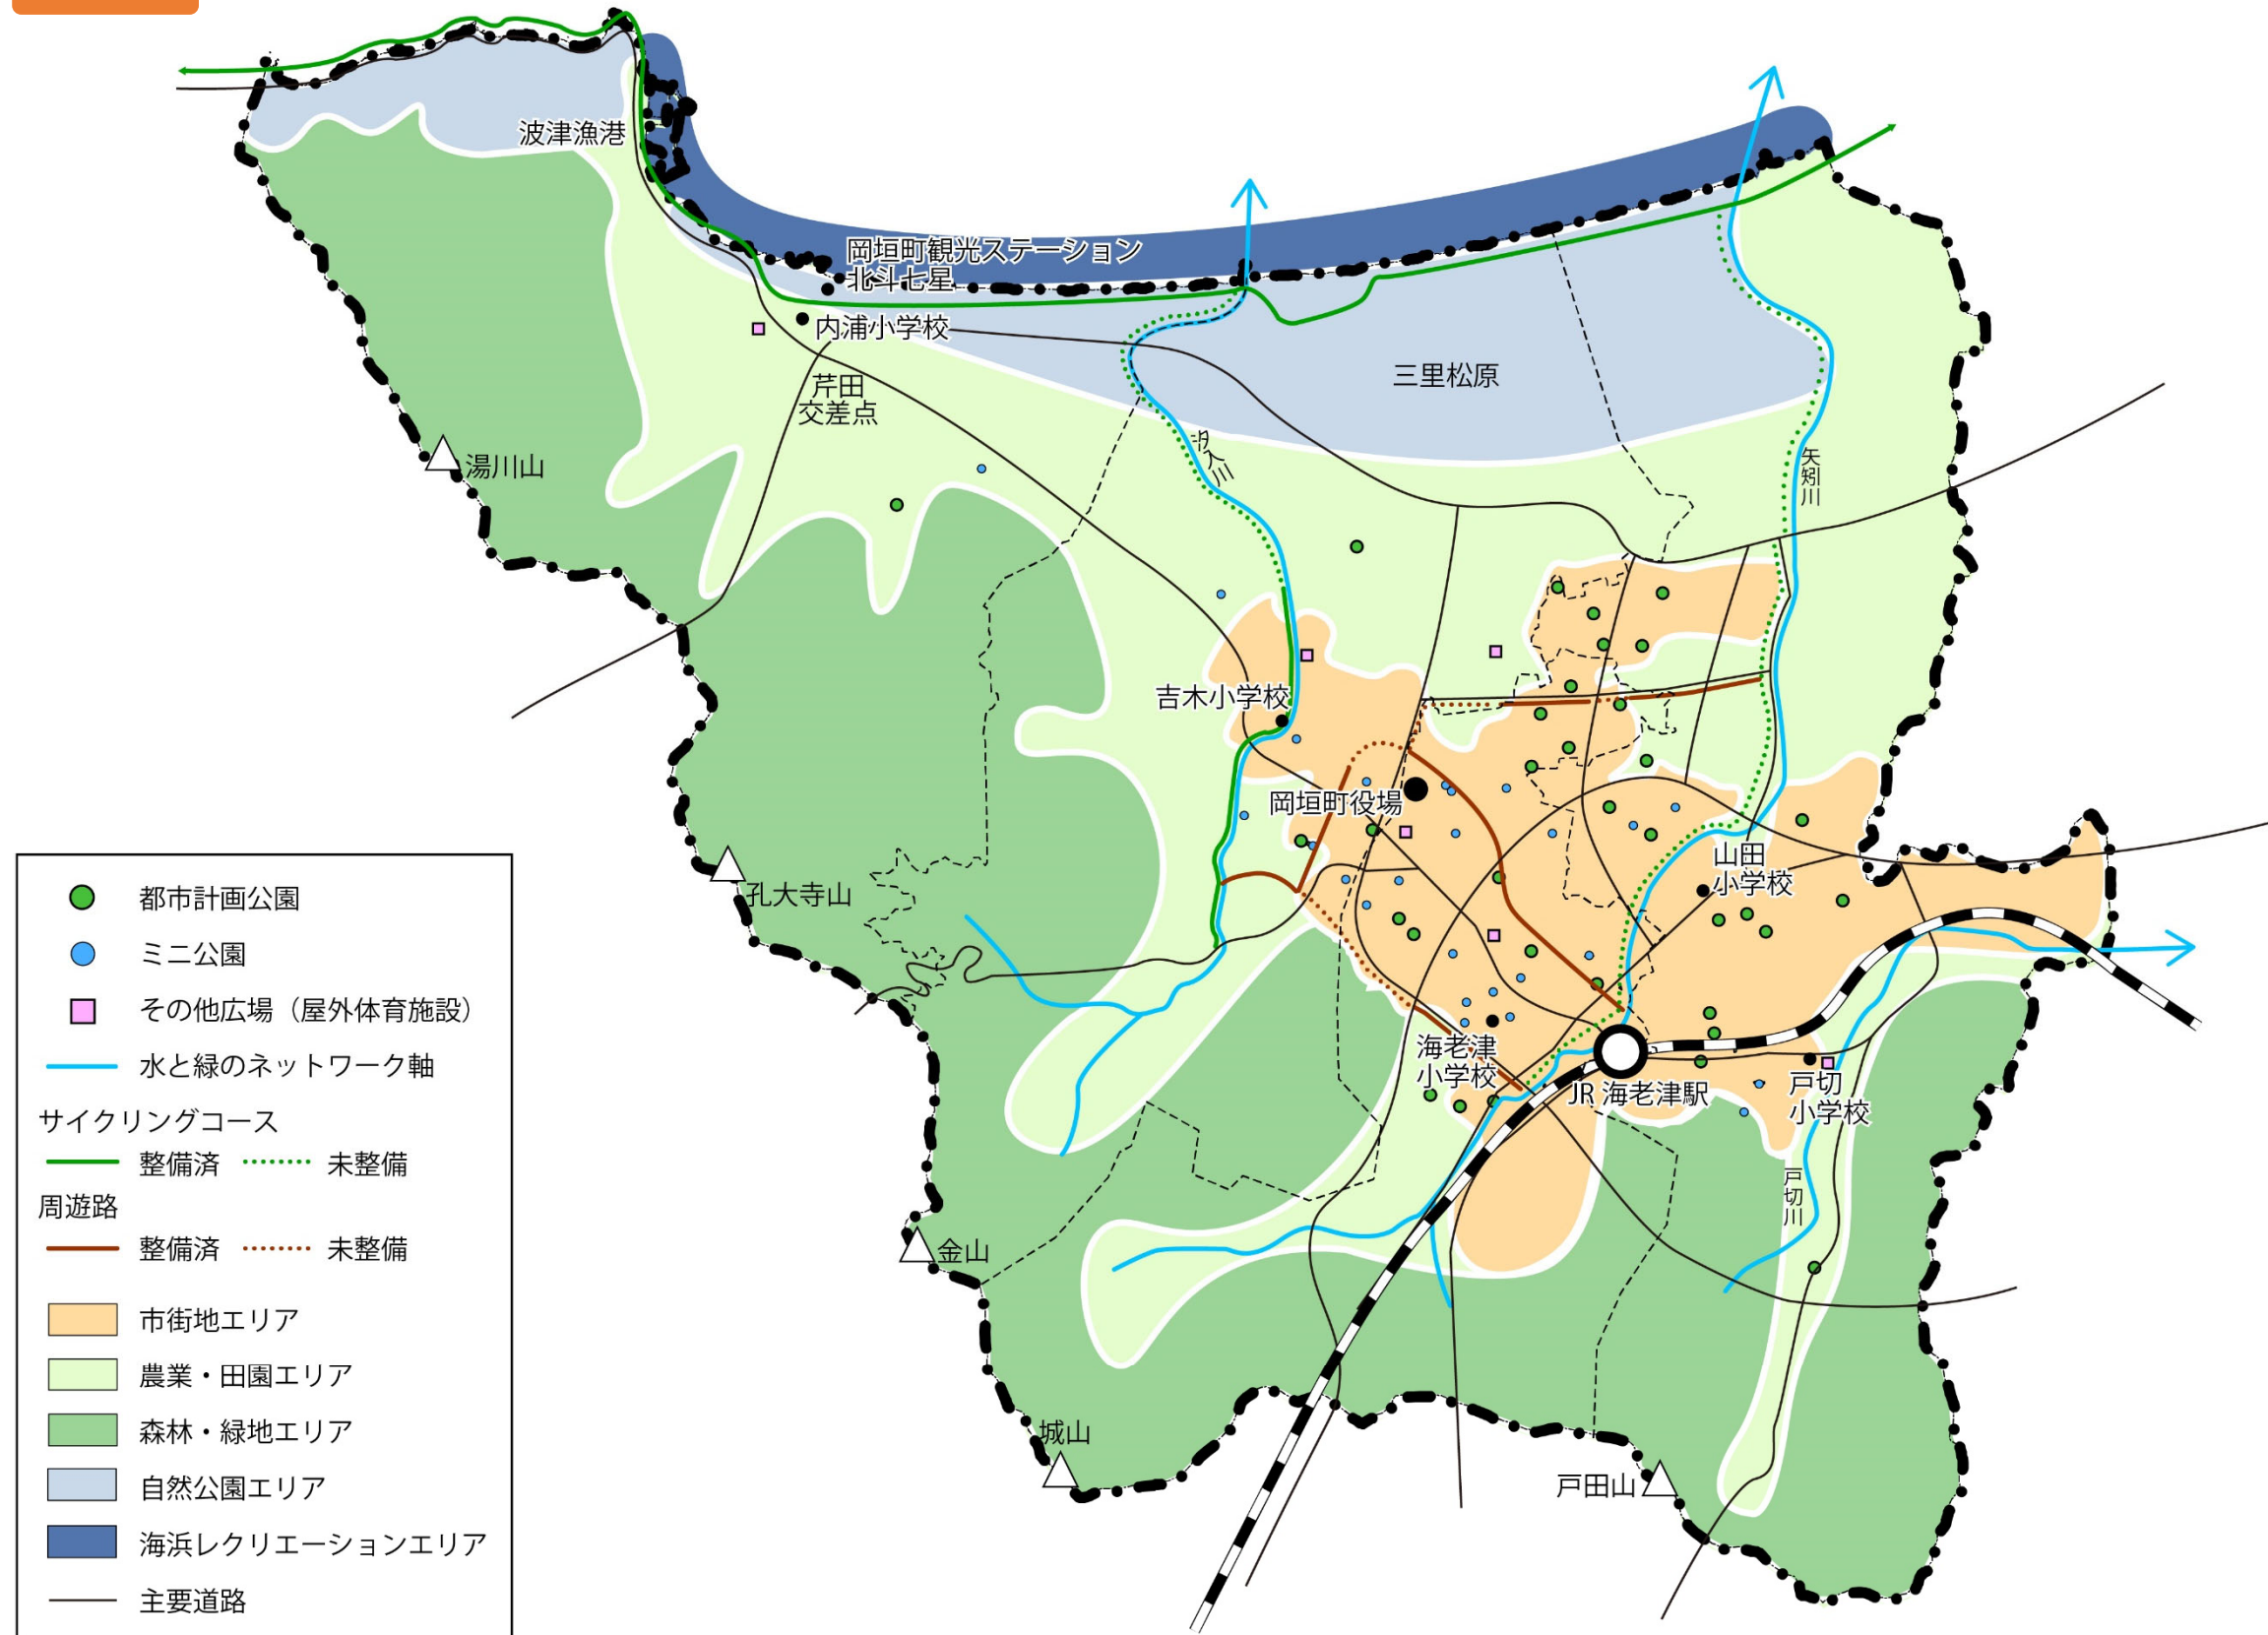 波津漁港
岡垣町観光ステーション
北斗七星
内浦小学校
芹田
交差点
三里松原
汐入川
矢矧川
湯川山
吉木小学校
岡垣町役場
山田
小学校
孔大寺山
海老津
小学校
JR 海老津駅
戸切
小学校
戸切川
金山
城山
戸田山
都市計画公園
ミニ公園
その他広場（屋外体育施設）
水と緑のネットワーク軸
サイクリングコース
整備済 未整備
周遊路
整備済 未整備
市街地エリア
農業・田園エリア
森林・緑地エリア
自然公園エリア
海浜レクリエーションエリア
主要道路